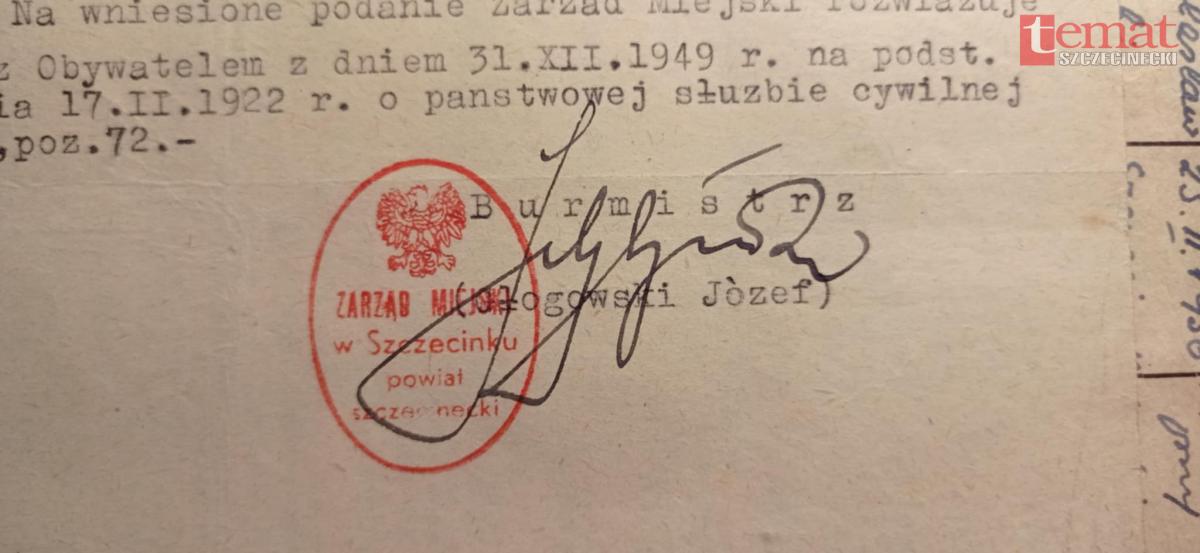 Na wniesione podanie Zarząd Miejski rozwiązuje
z Obywatelem z dniem 31.XII.1949 r. na podst.
ia 17.II.1922 r. o panstwowej służbie cywilnej
,poz.72.-
B u r m i s t r z
(Głogowski Jòzef)
ZARZĄD MIEJSKI
w Szczecinku
powiat
szczecinecki
temat
SZCZECINECKI